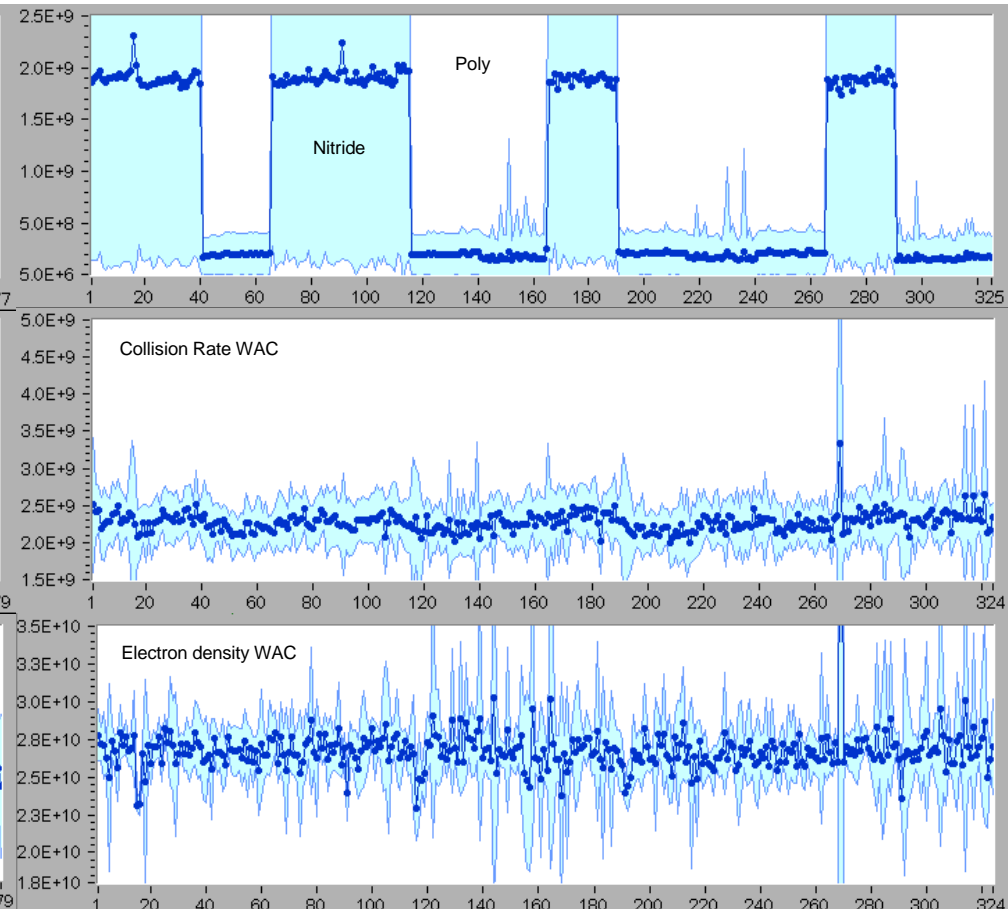 2.5E+9
2.0E+9
1.5E+9
1.0E+9
5.0E+8
5.0E+6
Poly
Nitride
1 20 40 60 80 100 120 140 160 180 200 220 240 260 280 300 325
5.0E+9
4.5E+9
4.0E+9
3.5E+9
3.0E+9
2.5E+9
2.0E+9
1.5E+9
Collision Rate WAC
1 20 40 60 80 100 120 140 160 180 200 220 240 260 280 300 324
3.5E+10
3.3E+10
3.0E+10
2.8E+10
2.5E+10
2.3E+10
2.0E+10
1.8E+10
Electron density WAC
1 20 40 60 80 100 120 140 160 180 200 220 240 260 280 300 324